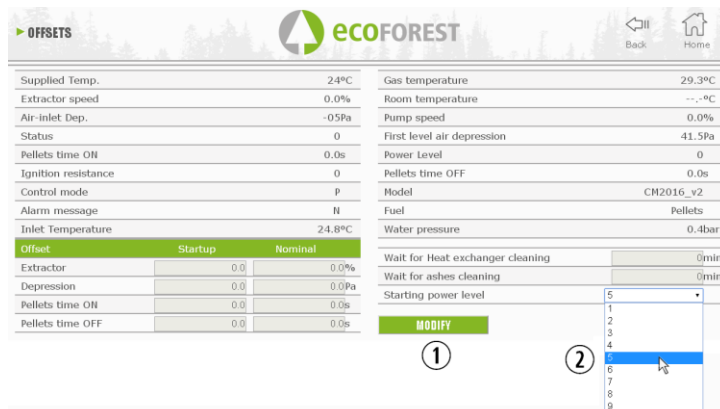 ► OFFSETS
ecoFOREST
Back
Home
Supplied Temp. 24ºC
Extractor speed 0.0%
Air-inlet Dep. -05Pa
Status 0
Pellets time ON 0.0s
Ignition resistance 0
Control mode P
Alarm message N
Inlet Temperature 24.8ºC
Offset Startup Nominal
Extractor 0.0 0.0%
Depression 0.0 0.0Pa
Pellets time ON 0.0 0.0s
Pellets time OFF 0.0 0.0s
Gas temperature 29.3ºC
Room temperature --.-ºC
Pump speed 0.0%
First level air depression 41.5Pa
Power Level 0
Pellets time OFF 0.0s
Model CM2016_v2
Fuel Pellets
Water pressure 0.4bar
Wait for Heat exchanger cleaning 0min
Wait for ashes cleaning 0min
Starting power level 5
MODIFY
1
2
1
2
3
4
5
6
7
8
9